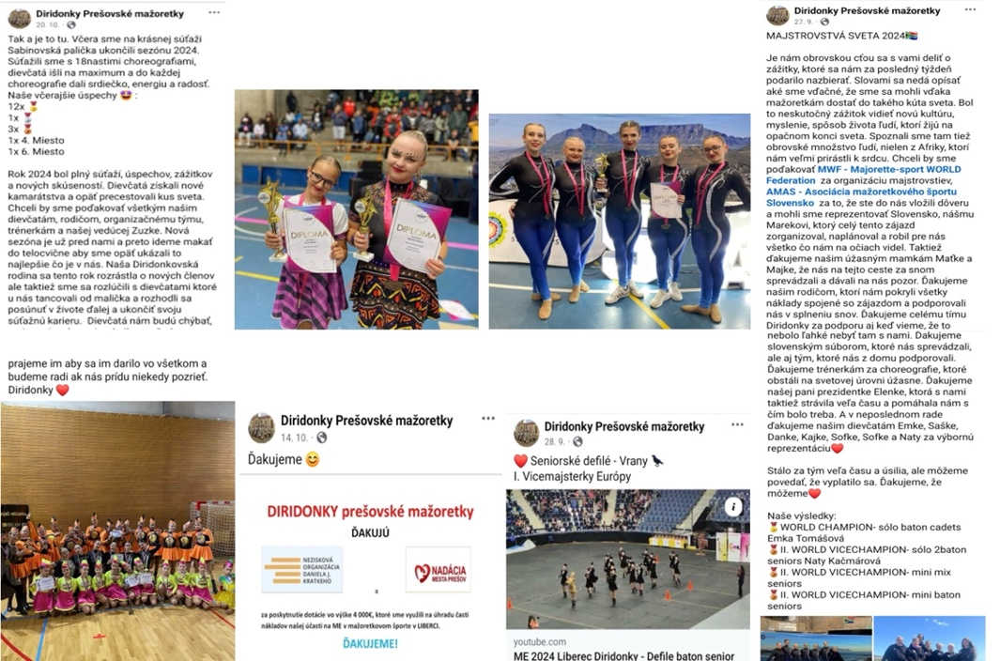 Diridonky Prešovské mažoretky
20. 10.
Tak a je to tu. Včera sme na krásnej súťaži
Sabinovská palička ukončili sezónu 2024.
Súťažili sme s 18nastimi choreografiami,
dievčatá išli na maximum a do každej
choreografie dali srdiečko, energiu a radosť.
Naše včerajšie úspechy 🤩 :
12x 🥇
1x 🥈
3x 🥉
1x 4. Miesto
1x 6. Miesto
Rok 2024 bol plný súťaží, úspechov, zážitkov
a nových skúseností. Dievčatá získali nové
kamarátstva a opäť precestovali kus sveta.
Chceli by sme poďakovať všetkým našim
dievčatám, rodičom, organizačnému týmu,
trénerkám a našej vedúcej Zuzke. Nová
sezóna je už pred nami a preto ideme makať
do telocvične aby sme opäť ukázali to
najlepšie čo je v nás. Naša Diridonkovská
rodina sa tento rok rozrástla o nových členov
ale taktiež sme sa rozlúčili s dievčatami ktoré
u nás tancovali od malička a rozhodli sa
posunúť v živote ďalej a ukončiť svoju
súťažnú karieru. Dievčatá nám budú chýbať,
prajeme im aby sa im darilo vo všetkom a
budeme radi ak nás prídu niekedy pozrieť.
Diridonky ❤️
DIPLOMA
DIPLOMA
Diridonky Prešovské mažoretky
14. 10.
Ďakujeme 😊
DIRIDONKY prešovské mažoretky
ĎAKUJÚ
NEZISKOVÁ
ORGANIZÁCIA
DANIELA J.
KRATKEHO
a
NADÁCIA
MESTA PREŠOV
za poskytnutie dotácie vo výške 4 000€, ktoré sme využili na úhradu časti
nákladov našej účasti na ME v mažoretkovom športe v LIBERCI.
ĎAKUJEME!
Diridonky Prešovské mažoretky
28. 9.
❤️ Seniorské defilé - Vrany 🐦‍⬛
I. Vicemajsterky Európy
youtube.com
ME 2024 Liberec Diridonky - Defile baton senior
Diridonky Prešovské mažoretky
27. 9.
MAJSTROVSTVÁ SVETA 2024🇿🇦
Je nám obrovskou cťou sa s vami deliť o
zážitky, ktoré sa nám za posledný týždeň
podarilo nazbierať. Slovami sa nedá opísať
aké sme vďačné, že sme sa mohli vďaka
mažoretkám dostať do takého kúta sveta. Bol
to neskutočný zážitok vidieť novú kultúru,
myslenie, spôsob života ľudí, ktorí žijú na
opačnom konci sveta. Spoznali sme tam tiež
obrovské množstvo ľudí, nielen z Afriky, ktorí
nám veľmi prirástli k srdcu. Chceli by sme
poďakovať MWF - Majorette-sport WORLD
Federation za organizáciu majstrovstiev,
AMAS - Asociácia mažoretkového športu
Slovensko za to, že ste do nás vložili dôveru
a mohli sme reprezentovať Slovensko, nášmu
Marekovi, ktorý celý tento zájazd
zorganizoval, naplánoval a robil pre nás
všetko čo nám na očiach videl. Taktiež
ďakujeme našim úžasným mamkám Maťke a
Majke, že nás na tejto ceste za snom
sprevádzali a dávali na nás pozor. Ďakujeme
našim rodičom, ktorí nám pokryli všetky
náklady spojené so zájazdom a podporovali
nás v splneniu snov. Ďakujeme celému tímu
Diridonky za podporu aj keď vieme, že to
nebolo ľahké nebyť tam s nami. Ďakujeme
slovenským súborom, ktoré nás sprevádzali,
ale aj tým, ktoré nás z domu podporovali.
Ďakujeme trénerkám za choreografie, ktoré
obstáli na svetovej úrovni úžasne. Ďakujeme
našej pani prezidentke Elenke, ktorá s nami
taktiež strávila veľa času a pomáhala nám s
čím bolo treba. A v neposlednom rade
ďakujeme našim dievčatám Emke, Saške,
Danke, Kajke, Sofke, Sofke a Naty za výbornú
reprezentáciu❤️
Stálo za tým veľa času a úsilia, ale môžeme
povedať, že vyplatilo sa. Ďakujeme, že
môžeme❤️
Naše výsledky:
🥇WORLD CHAMPION- sólo baton cadets
Emka Tomášová
🥉II. WORLD VICECHAMPION- sólo 2baton
seniors Naty Kačmárová
🥉II. WORLD VICECHAMPION- mini mix
seniors
🥉II. WORLD VICECHAMPION- mini baton
seniors